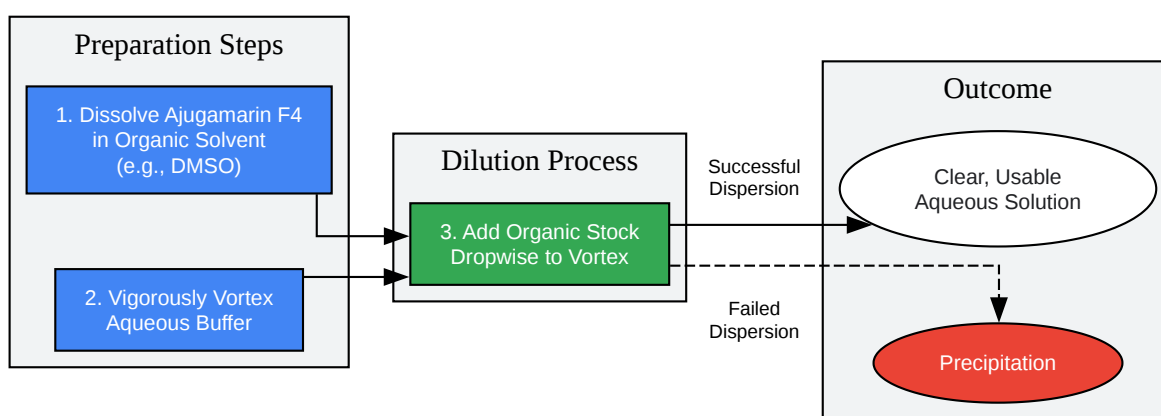 Preparation Steps
1. Dissolve Ajugamarin F4
in Organic Solvent
(e.g., DMSO)
2. Vigorously Vortex
Aqueous Buffer
Dilution Process
3. Add Organic Stock
Dropwise to Vortex
Successful
Dispersion
Failed
Dispersion
Outcome
Clear, Usable
Aqueous Solution
Precipitation